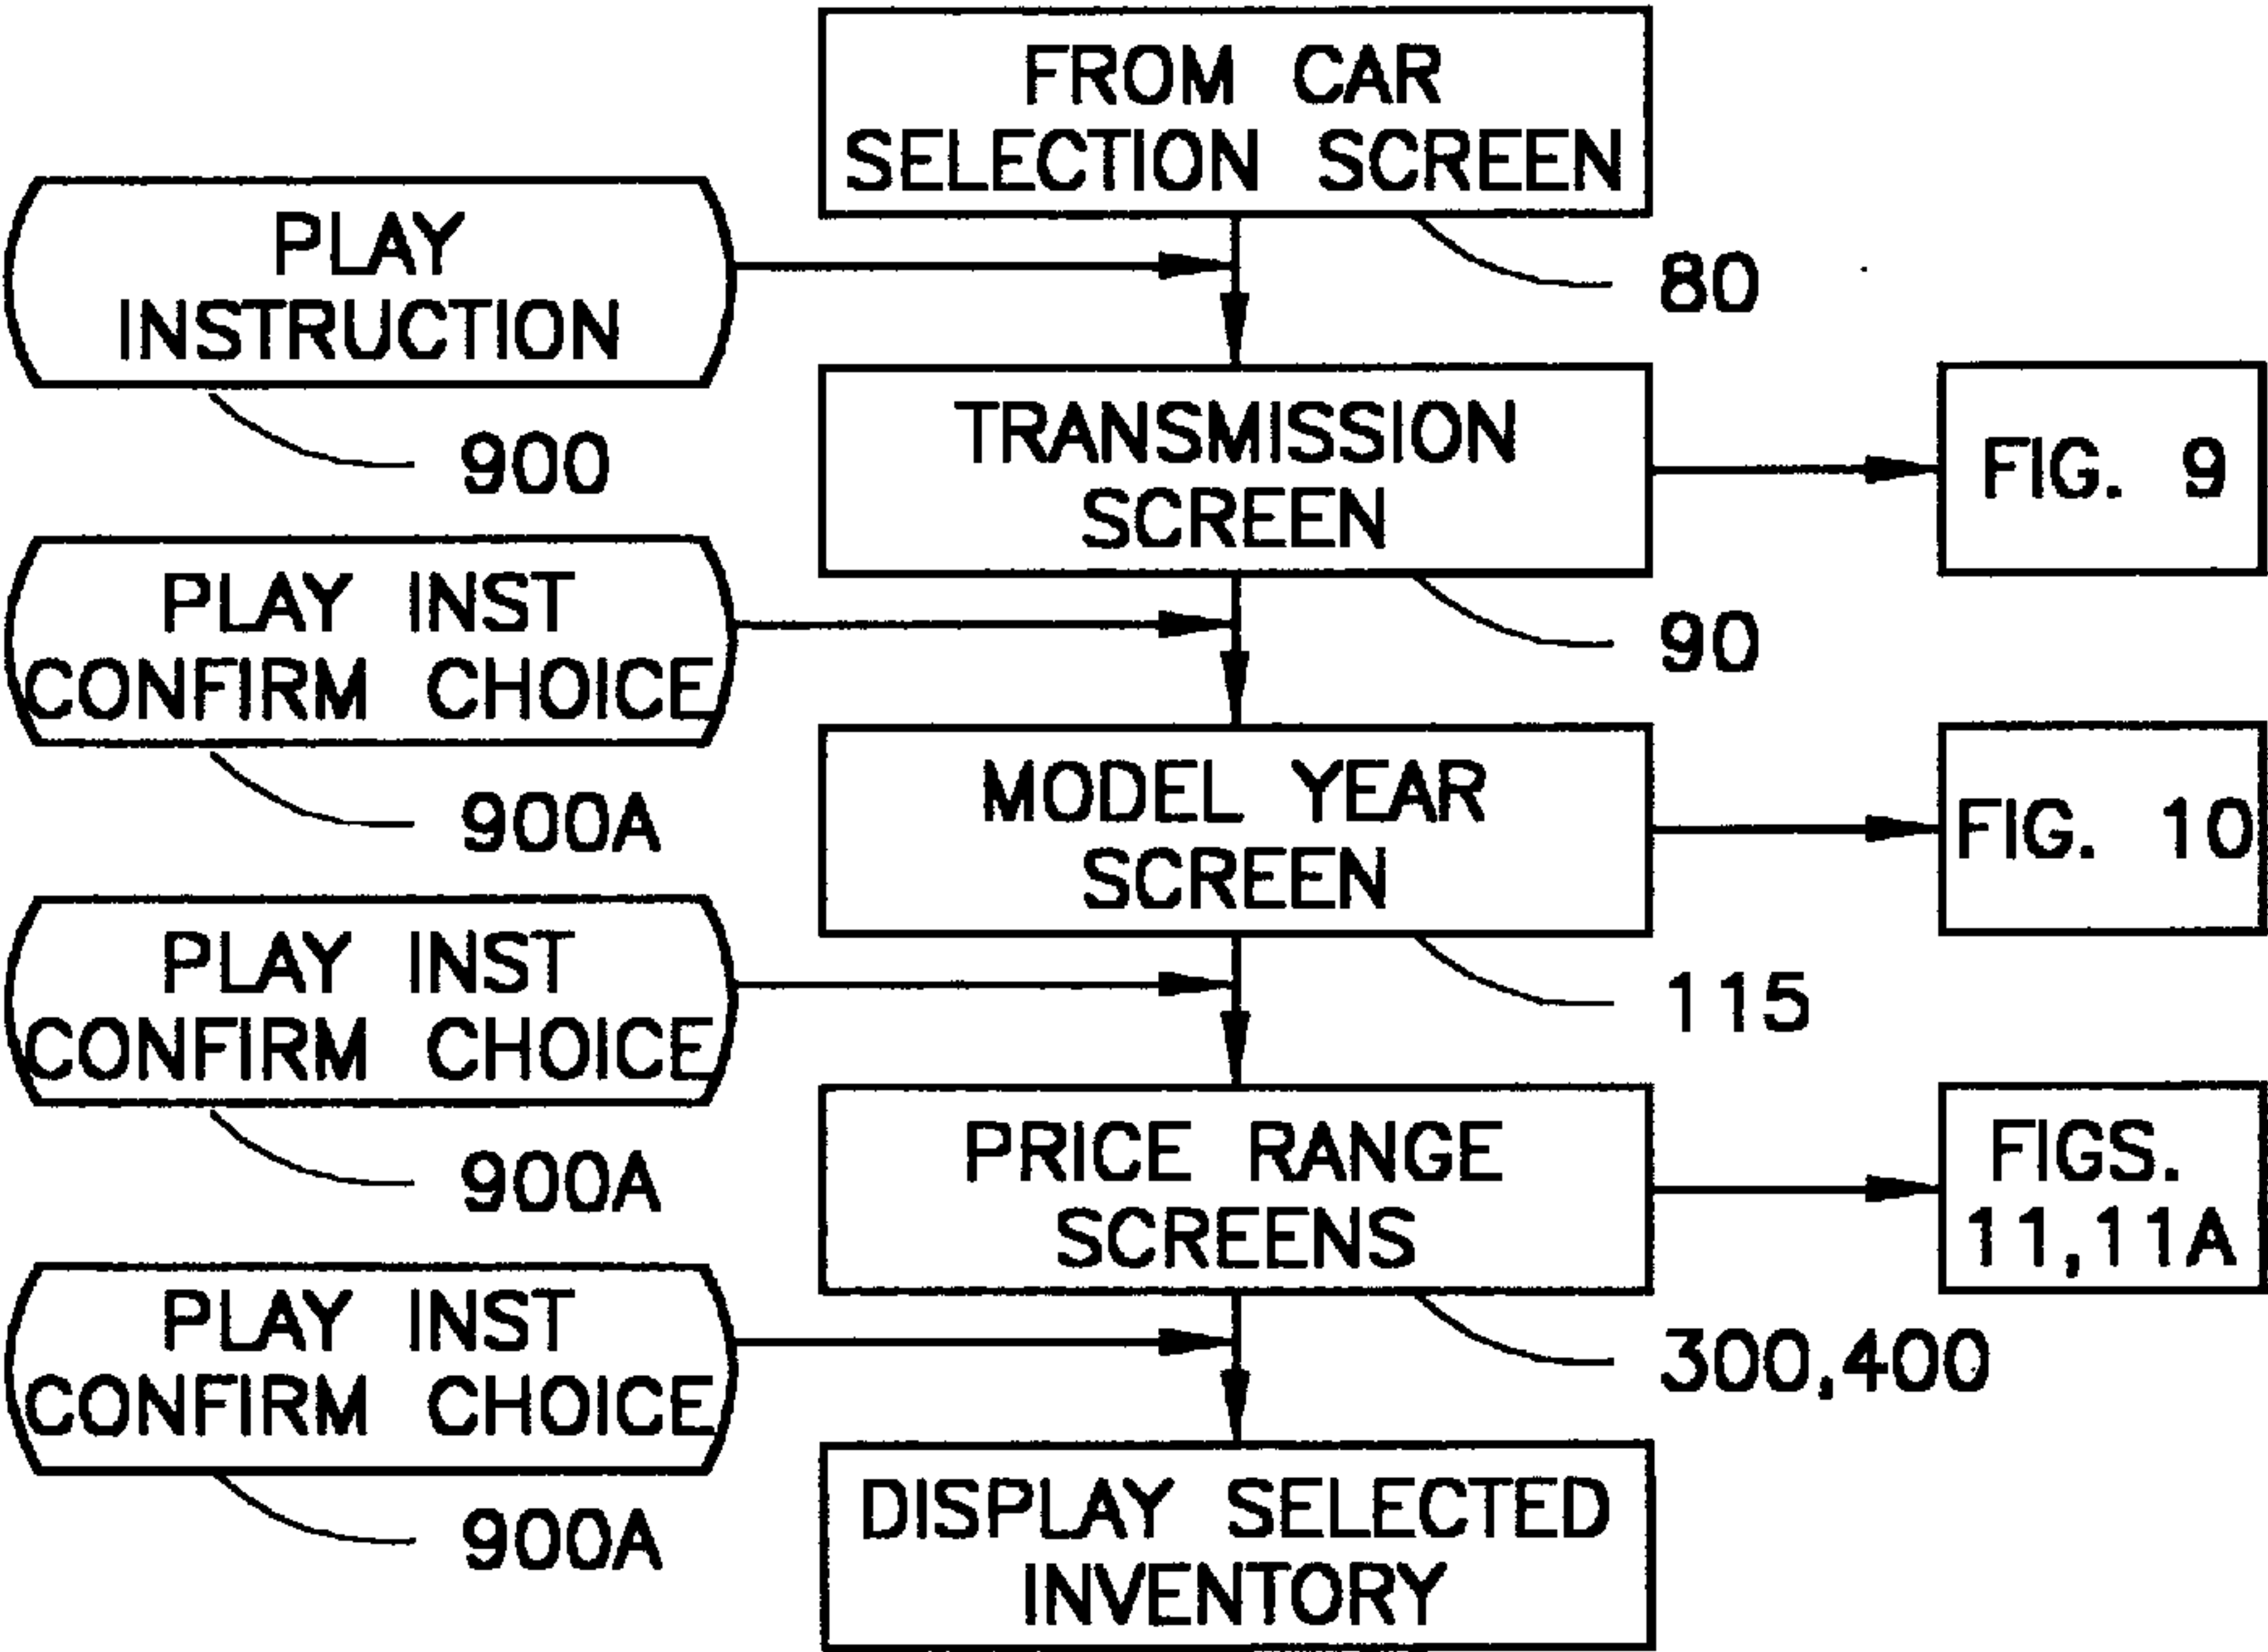 FROM CAR
SELECTION SCREEN
80
PLAY
INSTRUCTION
900
TRANSMISSION
SCREEN
90
FIG. 9
PLAY INST
CONFIRM CHOICE
900A
MODEL YEAR
SCREEN
115
FIG. 10
PLAY INST
CONFIRM CHOICE
900A
PRICE RANGE
SCREENS
300,400
FIGS.
11,11A
PLAY INST
CONFIRM CHOICE
900A
DISPLAY SELECTED
INVENTORY